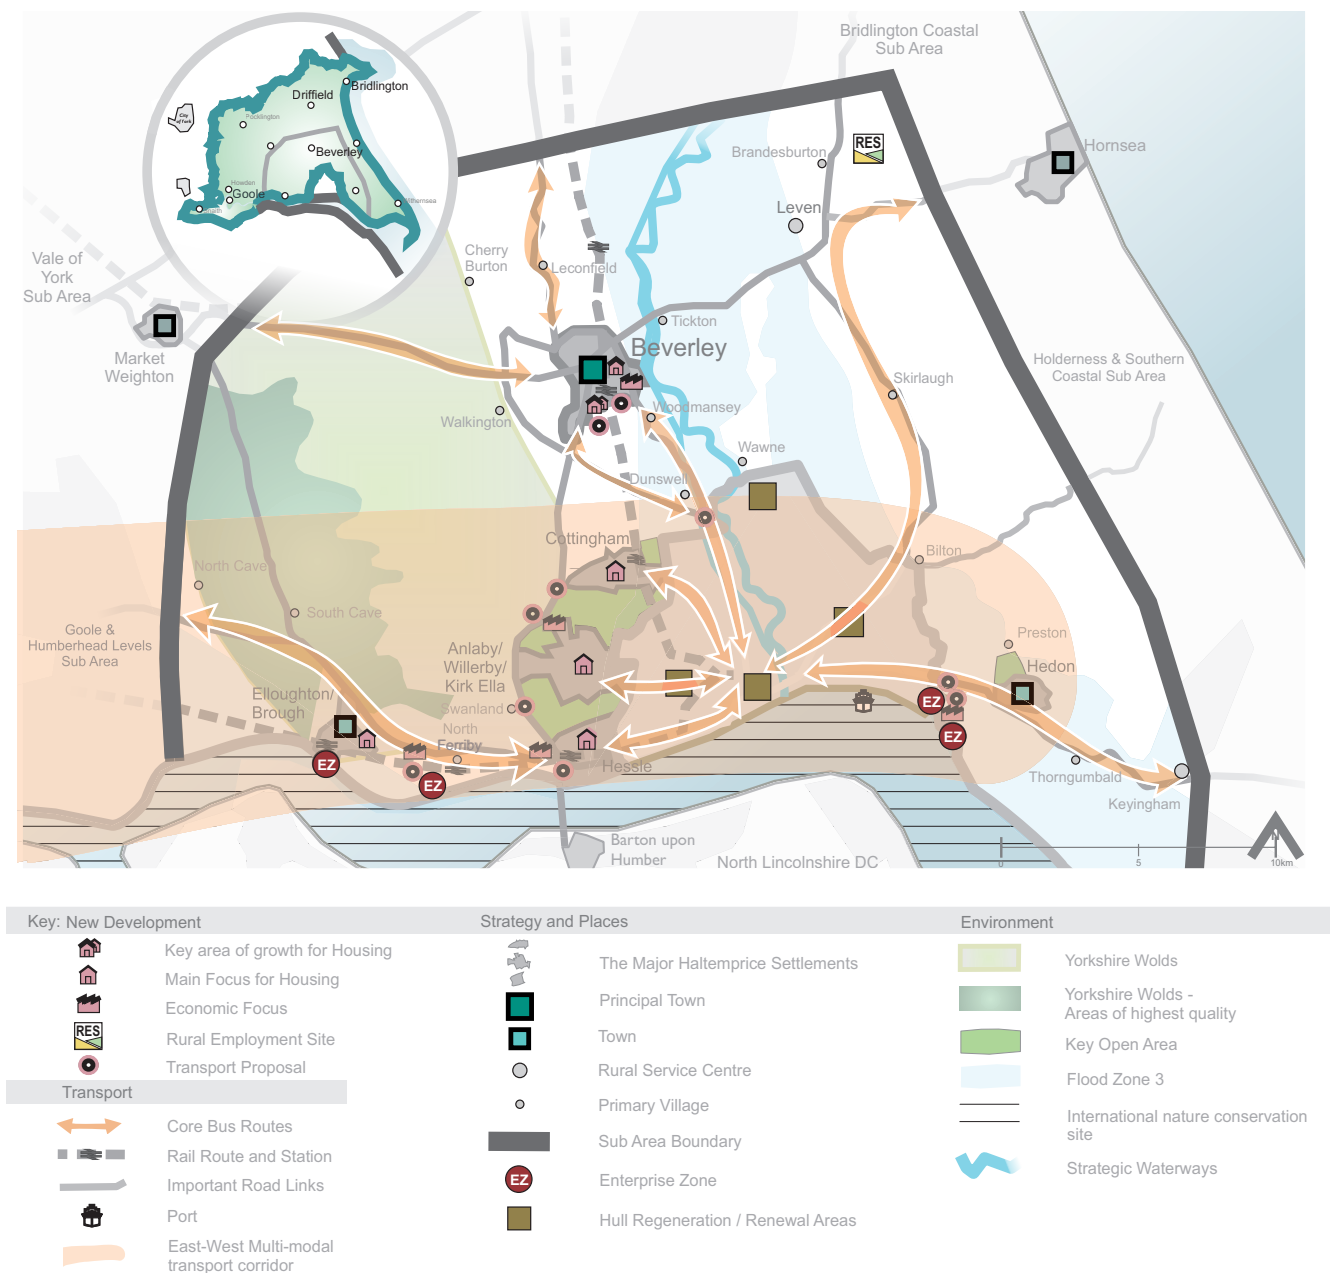 Bridlington Coastal
Sub Area
Bridlington
Driffield
City
of York
Pocklington
Beverley
Howden
Goole
Withernsea
RES
Brandesburton
Hornsea
Leven
Vale of
York
Sub Area
Cherry
Burton
Leconfield
Tickton
Market
Weighton
Beverley
Holderness & Southern
Coastal Sub Area
Skirlaugh
Walkington
Woodmansey
Wawne
Dunswell
Cottingham
Bilton
North Cave
South Cave
Goole &
Humberhead Levels
Sub Area
Anlaby/
Willerby/
Kirk Ella
Preston
Hedon
Elloughton/
Brough
Swanland
North
Ferriby
EZ
EZ
EZ
EZ
Hessle
Thorngumbald
Keyingham
Barton upon
Humber
North Lincolnshire DC
N
0
5
10km
Key: New Development
Key area of growth for Housing
Main Focus for Housing
Economic Focus
RES
Rural Employment Site
Transport Proposal
Transport
Core Bus Routes
Rail Route and Station
Important Road Links
Port
East-West Multi-modal
transport corridor
Strategy and Places
The Major Haltemprice Settlements
Principal Town
Town
Rural Service Centre
Primary Village
Sub Area Boundary
EZ
Enterprise Zone
Hull Regeneration / Renewal Areas
Environment
Yorkshire Wolds
Yorkshire Wolds -
Areas of highest quality
Key Open Area
Flood Zone 3
International nature conservation
site
Strategic Waterways